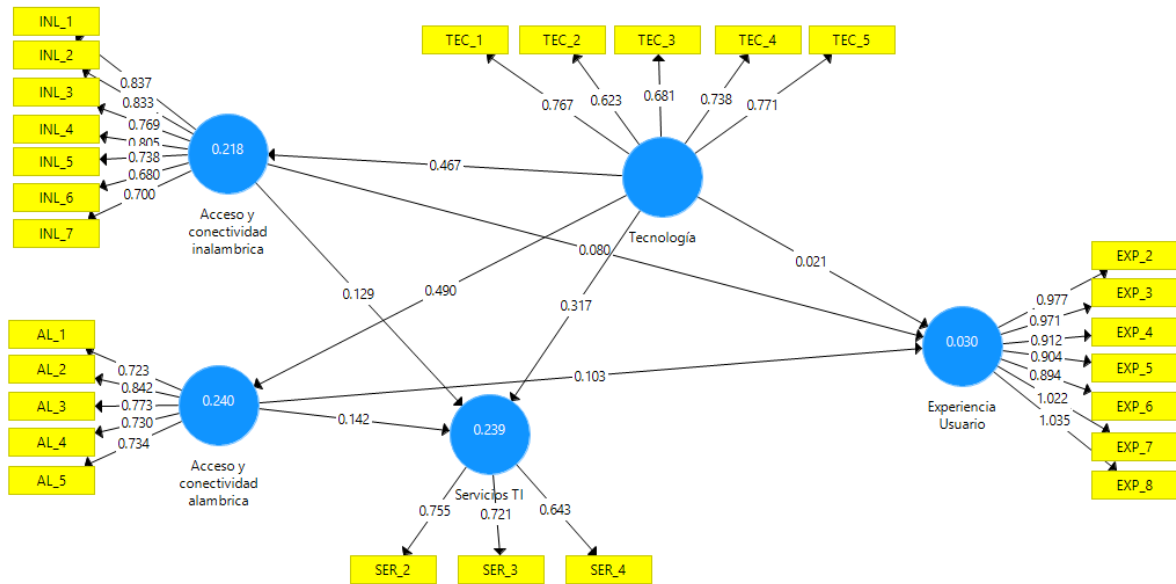 INL_1
INL_2
INL_3
INL_4
INL_5
INL_6
INL_7
0.837
0.833
0.769
0.805
0.738
0.680
0.700
0.218
Acceso y
conectividad
inalambrica
TEC_1
TEC_2
TEC_3
TEC_4
TEC_5
0.767
0.623
0.681
0.738
0.771
Tecnología
0.467
0.080
0.021
0.129
0.490
0.317
AL_1
AL_2
AL_3
AL_4
AL_5
0.723
0.842
0.773
0.730
0.734
0.240
Acceso y
conectividad
alambrica
0.103
0.142
0.239
Servicios TI
0.755
0.721
0.643
SER_2
SER_3
SER_4
0.030
Experiencia
Usuario
0.977
0.971
0.912
0.904
0.894
1.022
1.035
EXP_2
EXP_3
EXP_4
EXP_5
EXP_6
EXP_7
EXP_8